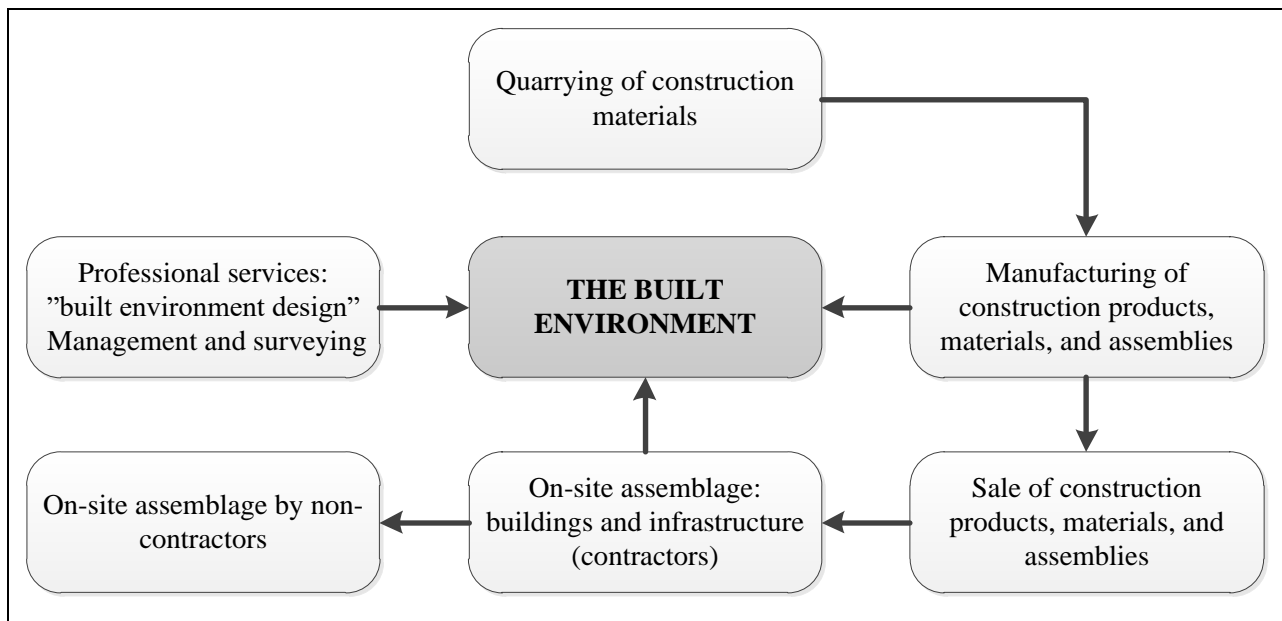 Quarrying of construction
materials
Professional services:
”built environment design”
Management and surveying
THE BUILT
ENVIRONMENT
Manufacturing of
construction products,
materials, and assemblies
On-site assemblage by non-
contractors
On-site assemblage:
buildings and infrastructure
(contractors)
Sale of construction
products, materials, and
assemblies